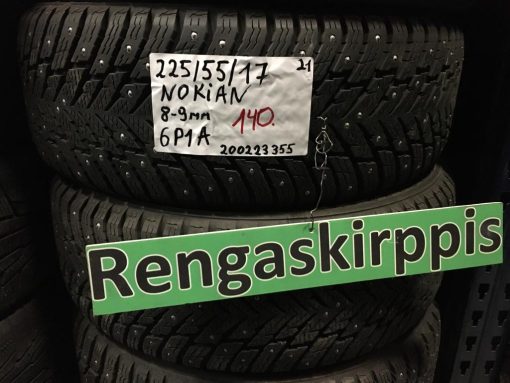 225/55/17 21
NOKiAN
8-9mm 140.
6P1A
200223355
Rengaskirppis